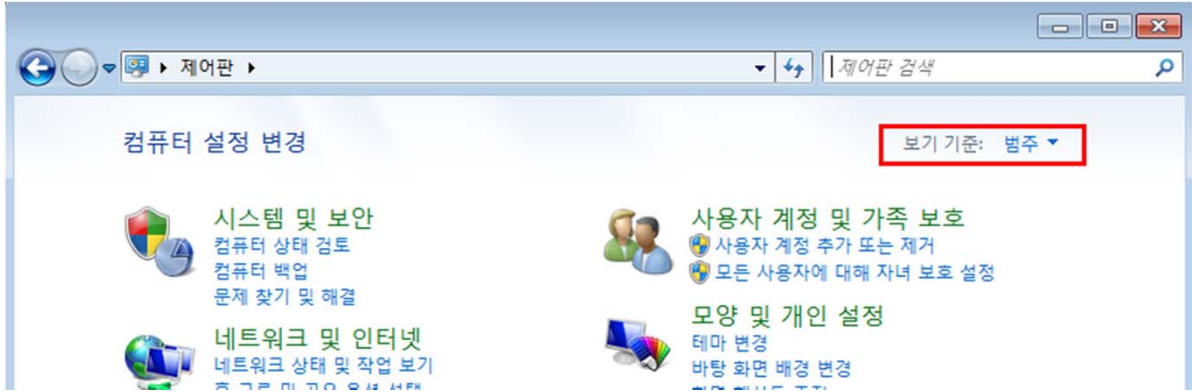 제어판
제어판 검색
컴퓨터 설정 변경
보기 기준: 범주
시스템 및 보안
컴퓨터 상태 검토
컴퓨터 백업
문제 찾기 및 해결
네트워크 및 인터넷
네트워크 상태 및 작업 보기
사용자 계정 및 가족 보호
사용자 계정 추가 또는 제거
모든 사용자에 대해 자녀 보호 설정
모양 및 개인 설정
테마 변경
바탕 화면 배경 변경